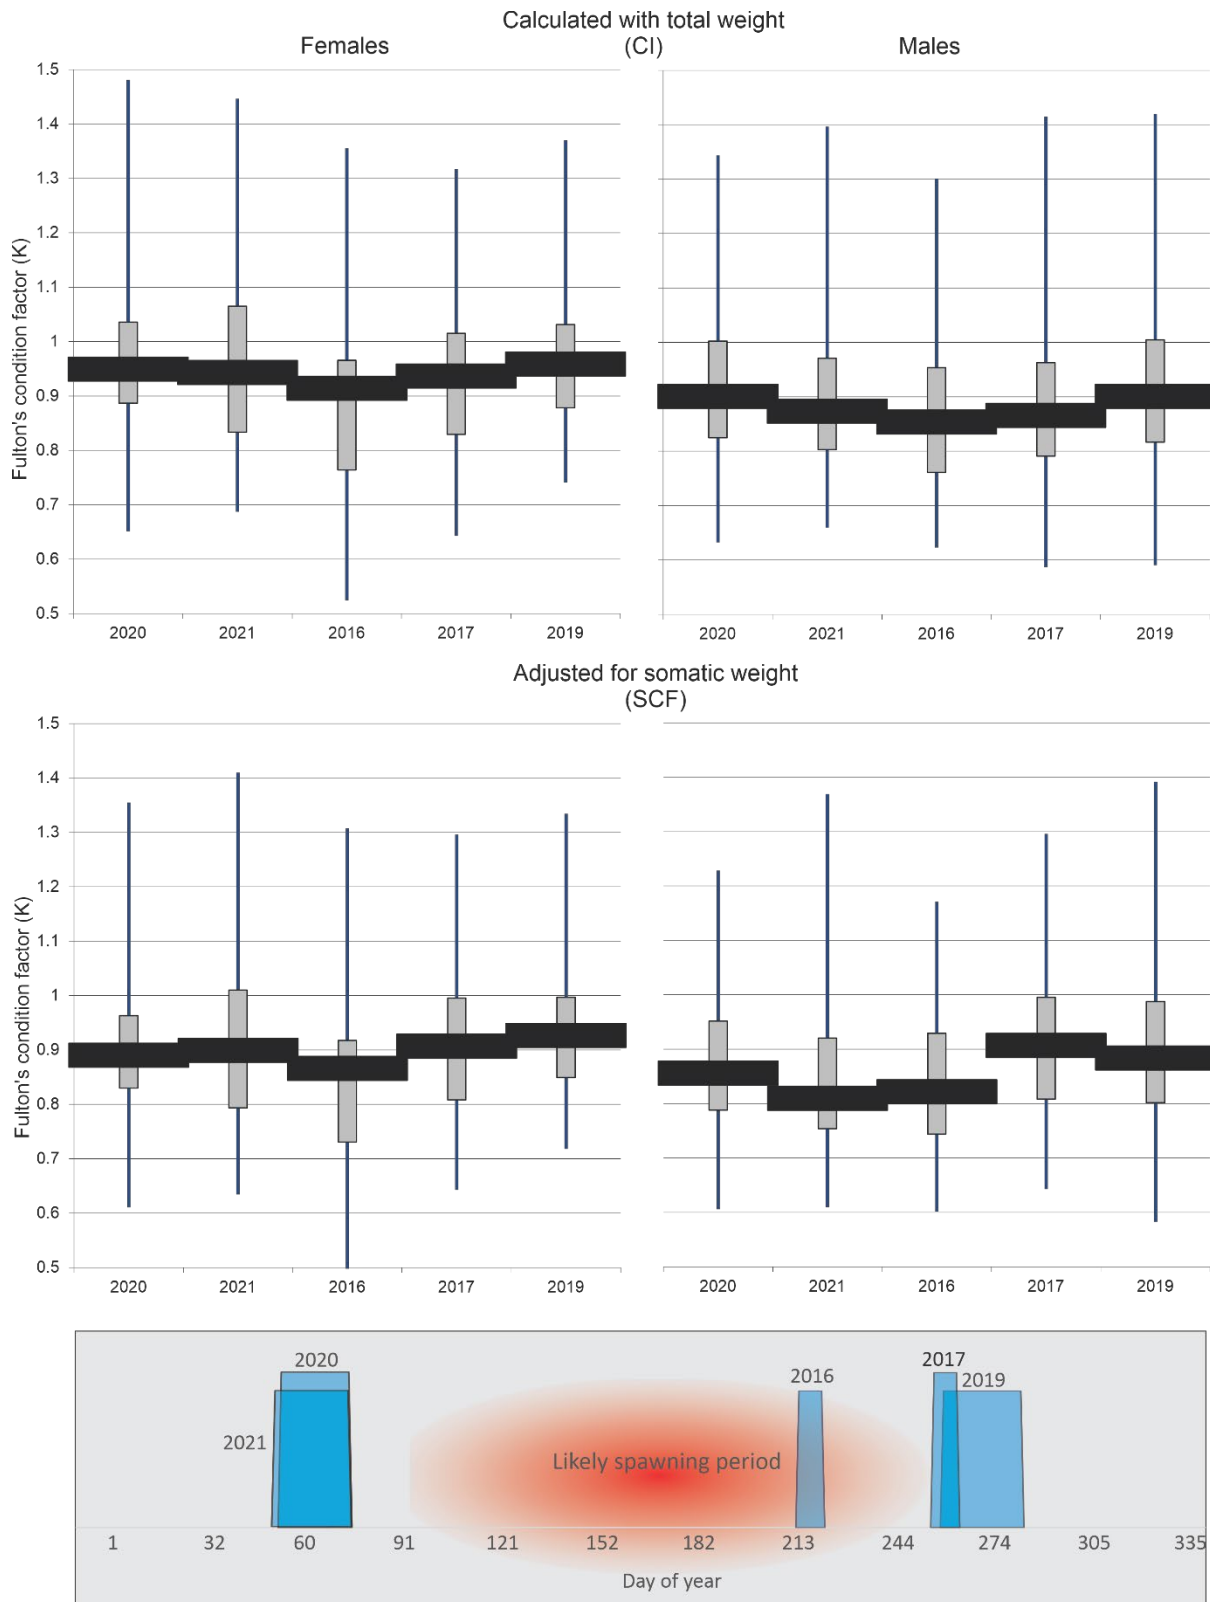 Calculated with total weight
(CI)
Females
Males
Fulton's condition factor (K)
1.5
1.4
1.3
1.2
1.1
1
0.9
0.8
0.7
0.6
0.5
2020 2021 2016 2017 2019
2020 2021 2016 2017 2019
Adjusted for somatic weight
(SCF)
Fulton's condition factor (K)
1.5
1.4
1.3
1.2
1.1
1
0.9
0.8
0.7
0.6
0.5
2020 2021 2016 2017 2019
2020 2021 2016 2017 2019
2020
2021
2016
2017
2019
Likely spawning period
1 32 60 91 121 152 182 213 244 274 305 335
Day of year